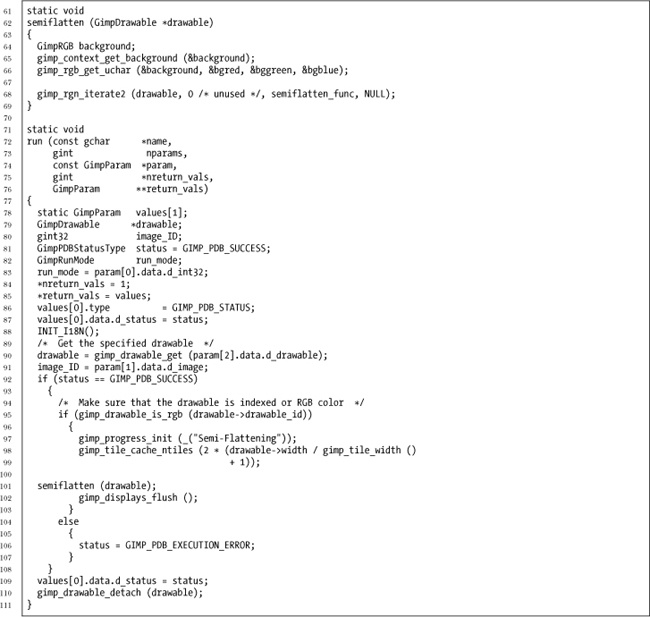 61 static void
62 semiflatten (GimpDrawable *drawable)
63 {
64   GimpRGB background;
65   gimp_context_get_background (&background);
66   gimp_rgb_get_uchar (&background, &bgred, &bggreen, &bgblue);
67
68   gimp_rgn_iterate2 (drawable, 0 /* unused */, semiflatten_func, NULL);
69 }
70
71 static void
72 run (const gchar      *name,
73      gint              nparams,
74      const GimpParam  *param,
75      gint             *nreturn_vals,
76      GimpParam       **return_vals)
77 {
78   static GimpParam   values[1];
79   GimpDrawable      *drawable;
80   gint32             image_ID;
81   GimpPDBStatusType  status = GIMP_PDB_SUCCESS;
82   GimpRunMode        run_mode;
83   run_mode = param[0].data.d_int32;
84   *nreturn_vals = 1;
85   *return_vals = values;
86   values[0].type          = GIMP_PDB_STATUS;
87   values[0].data.d_status = status;
88   INIT_I18N();
89   /*  Get the specified drawable  */
90   drawable = gimp_drawable_get (param[2].data.d_drawable);
91   image_ID = param[1].data.d_image;
92   if (status == GIMP_PDB_SUCCESS)
93     {
94       /*  Make sure that the drawable is indexed or RGB color  */
95       if (gimp_drawable_is_rgb (drawable->drawable_id))
96         {
97           gimp_progress_init (_("Semi-Flattening"));
98           gimp_tile_cache_ntiles (2 * (drawable->width / gimp_tile_width ()
99                                        + 1));
100
101   semiflatten (drawable);
102           gimp_displays_flush ();
103         }
104       else
105         {
106           status = GIMP_PDB_EXECUTION_ERROR;
107         }
108     }
109   values[0].data.d_status = status;
110   gimp_drawable_detach (drawable);
111 }